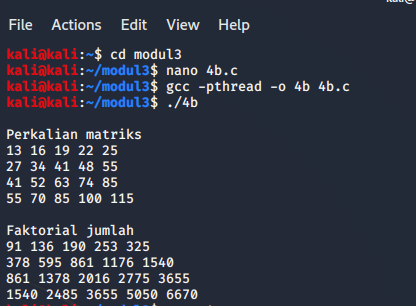 File Actions Edit View Help
kali@kali:~$ cd modul3
kali@kali:~/modul3$ nano 4b.c
kali@kali:~/modul3$ gcc -pthread -o 4b 4b.c
kali@kali:~/modul3$ ./4b
Perkalian matriks
13 16 19 22 25
27 34 41 48 55
41 52 63 74 85
55 70 85 100 115
Faktorial jumlah
91 136 190 253 325
378 595 861 1176 1540
861 1378 2016 2775 3655
1540 2485 3655 5050 6670